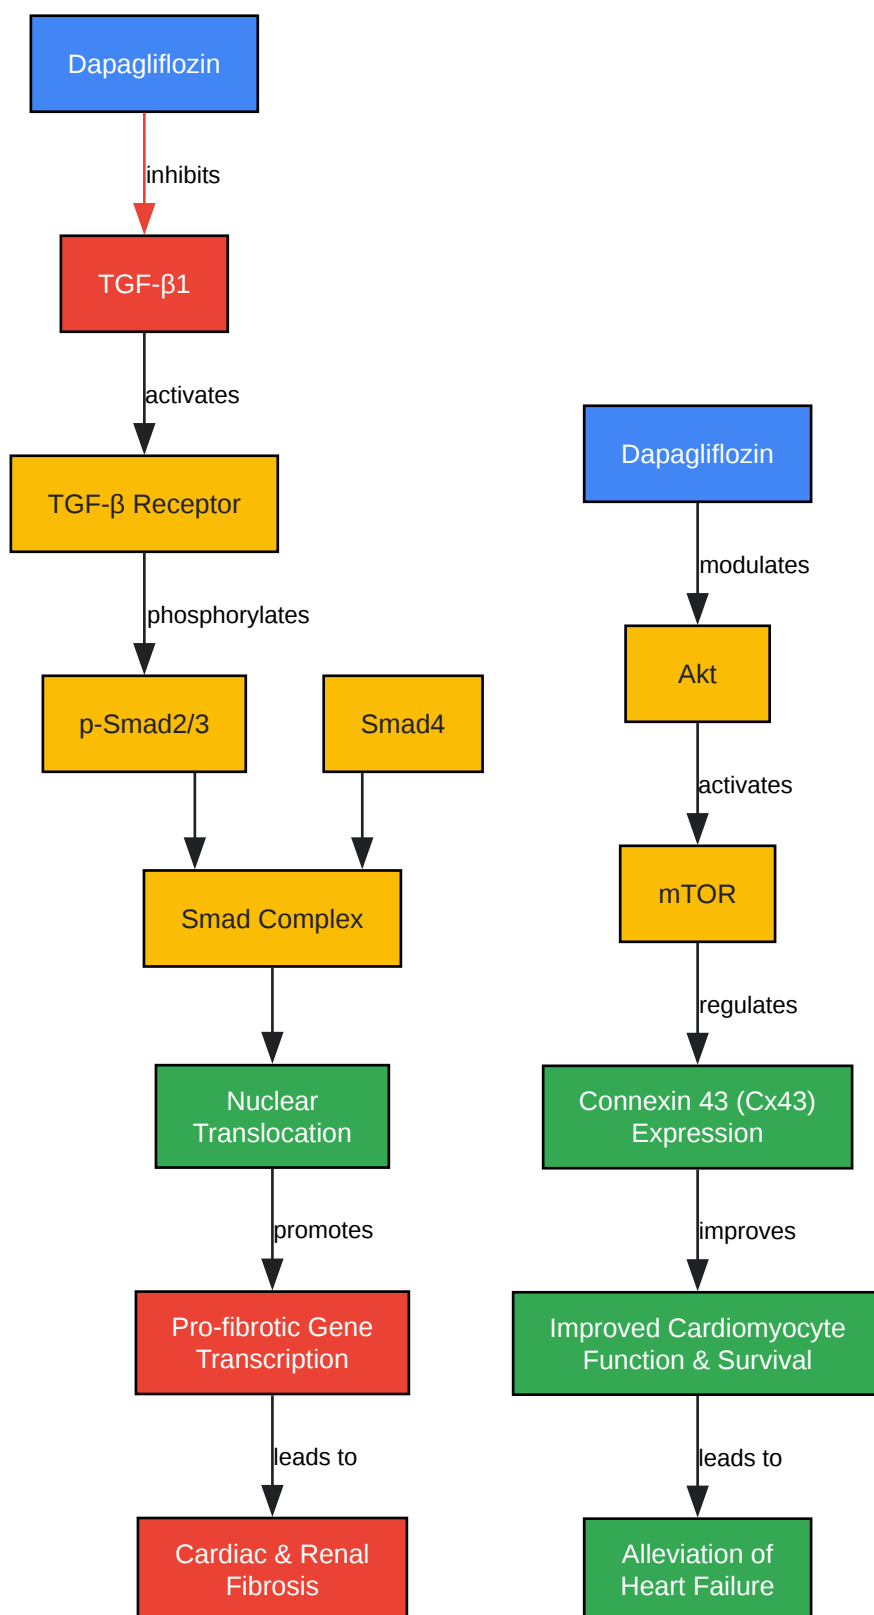 Dapagliflozin
inhibits
TGF-β1
activates
TGF-β Receptor
phosphorylates
p-Smad2/3
Smad4
Smad Complex
Nuclear
Translocation
promotes
Pro-fibrotic Gene
Transcription
leads to
Cardiac & Renal
Fibrosis
Dapagliflozin
modulates
Akt
activates
mTOR
regulates
Connexin 43 (Cx43)
Expression
improves
Improved Cardiomyocyte
Function & Survival
leads to
Alleviation of
Heart Failure